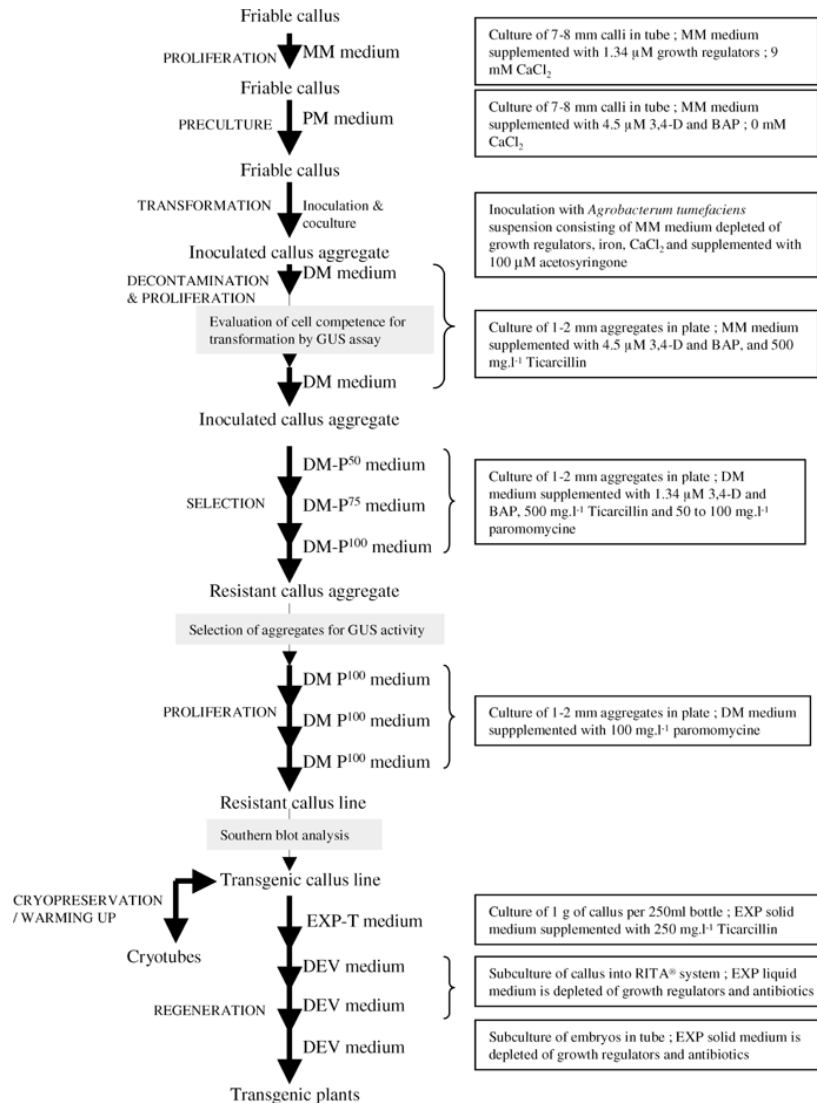 Friable callus
PROLIFERATION
MM medium
Culture of 7-8 mm calli in tube ; MM medium
supplemented with 1.34 µM growth regulators ; 9
mM CaCl₂
Friable callus
PRECULTURE
PM medium
Culture of 7-8 mm calli in tube ; MM medium
supplemented with 4.5 µM 3,4-D and BAP ; 0 mM
CaCl₂
Friable callus
TRANSFORMATION
Inoculation &
coculture
Inoculation with Agrobacterum tumefaciens
suspension consisting of MM medium depleted of
growth regulators, iron, CaCl₂ and supplemented with
100 µM acetosyringone
Inoculated callus aggregate
DECONTAMINATION
& PROLIFERATION
DM medium
Evaluation of cell competence for
transformation by GUS assay
DM medium
Culture of 1-2 mm aggregates in plate ; MM medium
supplemented with 4.5 µM 3,4-D and BAP, and 500
mg.l⁻¹ Ticarcillin
Inoculated callus aggregate
SELECTION
DM-P⁵⁰ medium
DM-P⁷⁵ medium
DM-P¹⁰⁰ medium
Culture of 1-2 mm aggregates in plate ; DM
medium supplemented with 1.34 µM 3,4-D and
BAP, 500 mg.l⁻¹ Ticarcillin and 50 to 100 mg.l⁻¹
paromomycine
Resistant callus aggregate
Selection of aggregates for GUS activity
PROLIFERATION
DM P¹⁰⁰ medium
DM P¹⁰⁰ medium
DM P¹⁰⁰ medium
Culture of 1-2 mm aggregates in plate ; DM medium
suppplemented with 100 mg.l⁻¹ paromomycine
Resistant callus line
Southern blot analysis
Transgenic callus line
CRYOPRESERVATION
/ WARMING UP
Cryotubes
EXP-T medium
Culture of 1 g of callus per 250ml bottle ; EXP solid
medium supplemented with 250 mg.l⁻¹ Ticarcillin
REGENERATION
DEV medium
DEV medium
Subculture of callus into RITA® system ; EXP liquid
medium is depleted of growth regulators and antibiotics
DEV medium
Subculture of embryos in tube ; EXP solid medium is
depleted of growth regulators and antibiotics
Transgenic plants